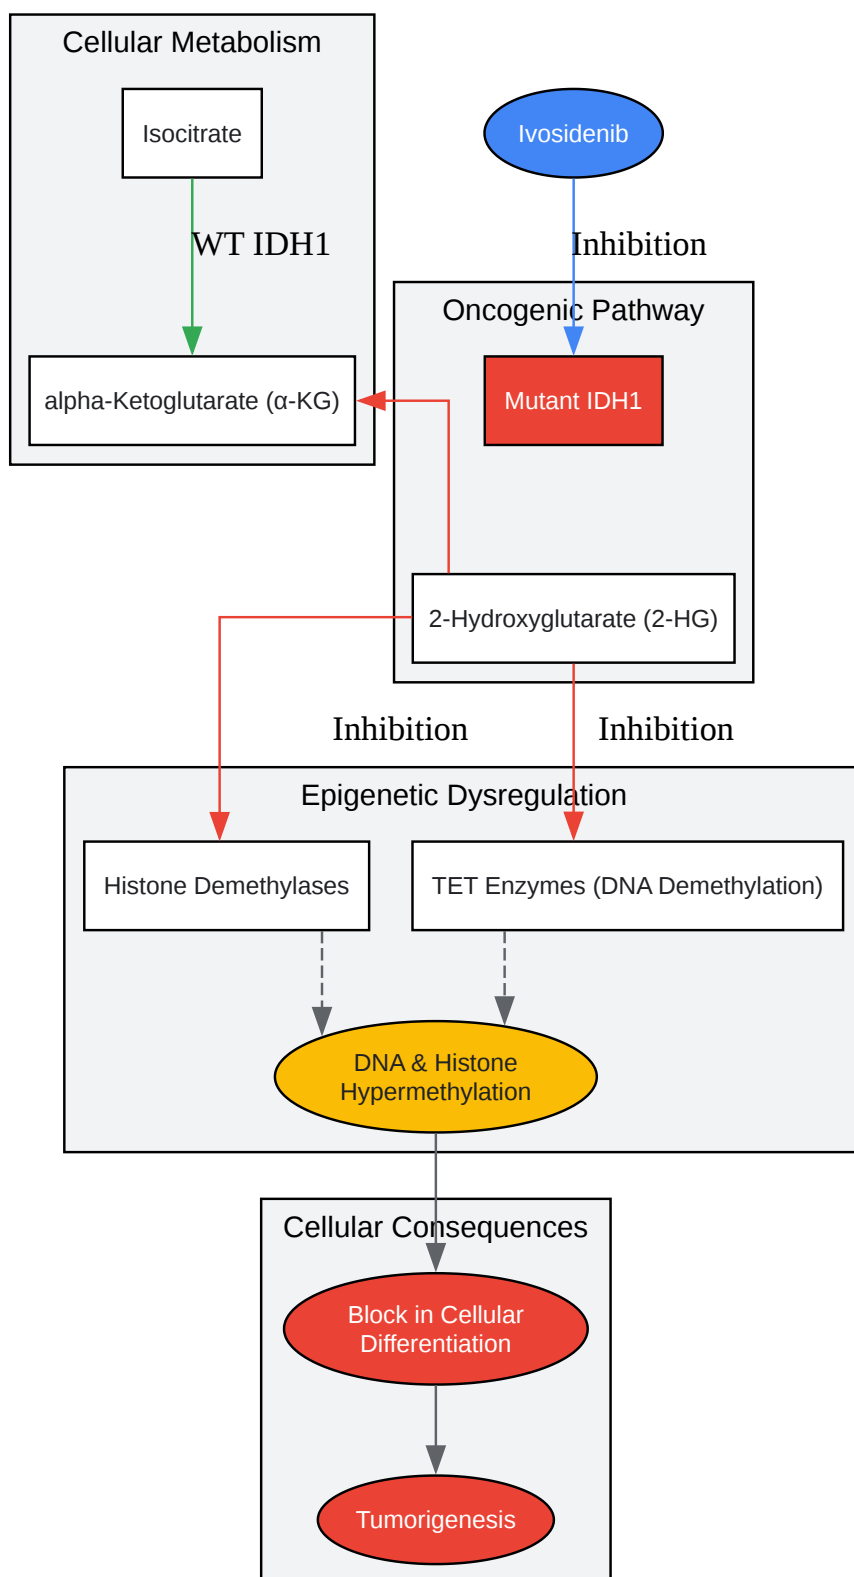 Cellular Metabolism
Isocitrate
Ivosidenib
WT IDH1
Inhibition
Oncogenic Pathway
alpha-Ketoglutarate (α-KG)
Mutant IDH1
2-Hydroxyglutarate (2-HG)
Inhibition
Inhibition
Epigenetic Dysregulation
Histone Demethylases
TET Enzymes (DNA Demethylation)
DNA & Histone
Hypermethylation
Cellular Consequences
Block in Cellular
Differentiation
Tumorigenesis